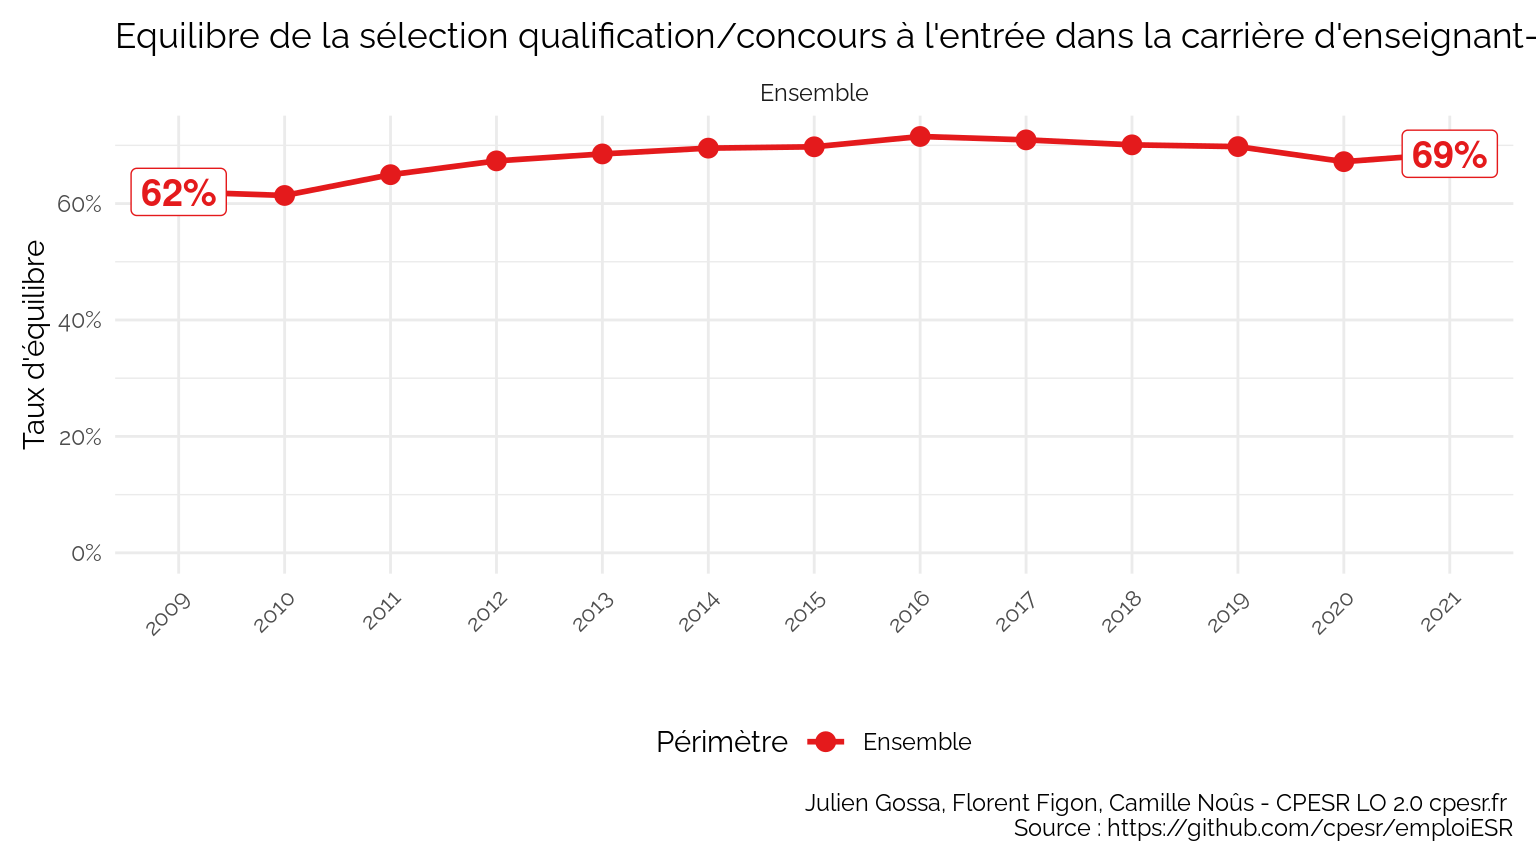 Equilibre de la sélection qualification/concours à l'entrée dans la carrière d'enseignant-
Ensemble
62%
69%
60%
40%
20%
0%
Taux d'équilibre
2009
2010
2011
2012
2013
2014
2015
2016
2017
2018
2019
2020
2021
Périmètre
Ensemble
Julien Gossa, Florent Figon, Camille Noûs - CPESR LO 2.0 cpesr.fr
Source : https://github.com/cpesr/emploiESR